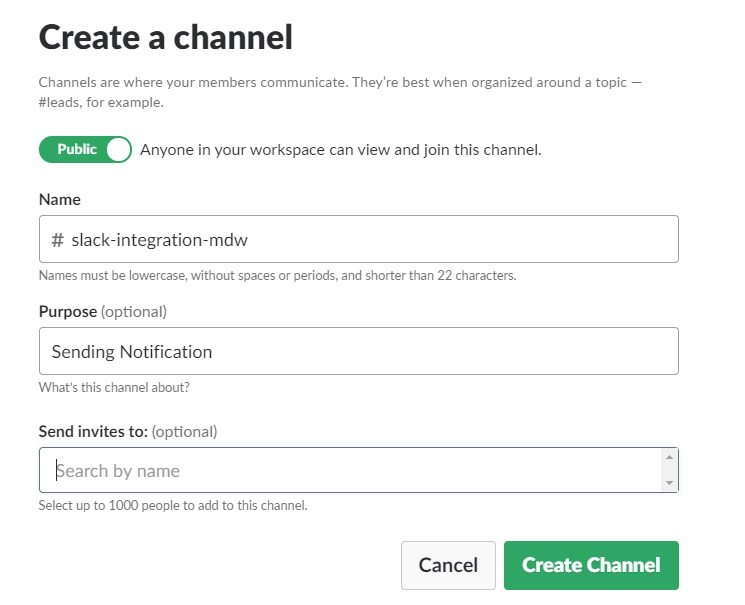 Create a channel
Channels are where your members communicate. They're best when organized around a topic —
#leads, for example.
Public Anyone in your workspace can view and join this channel.
Name
# slack-integration-mdw
Names must be lowercase, without spaces or periods, and shorter than 22 characters.
Purpose (optional)
Sending Notification
What's this channel about?
Send invites to: (optional)
Search by name
Select up to 1000 people to add to this channel.
Cancel Create Channel